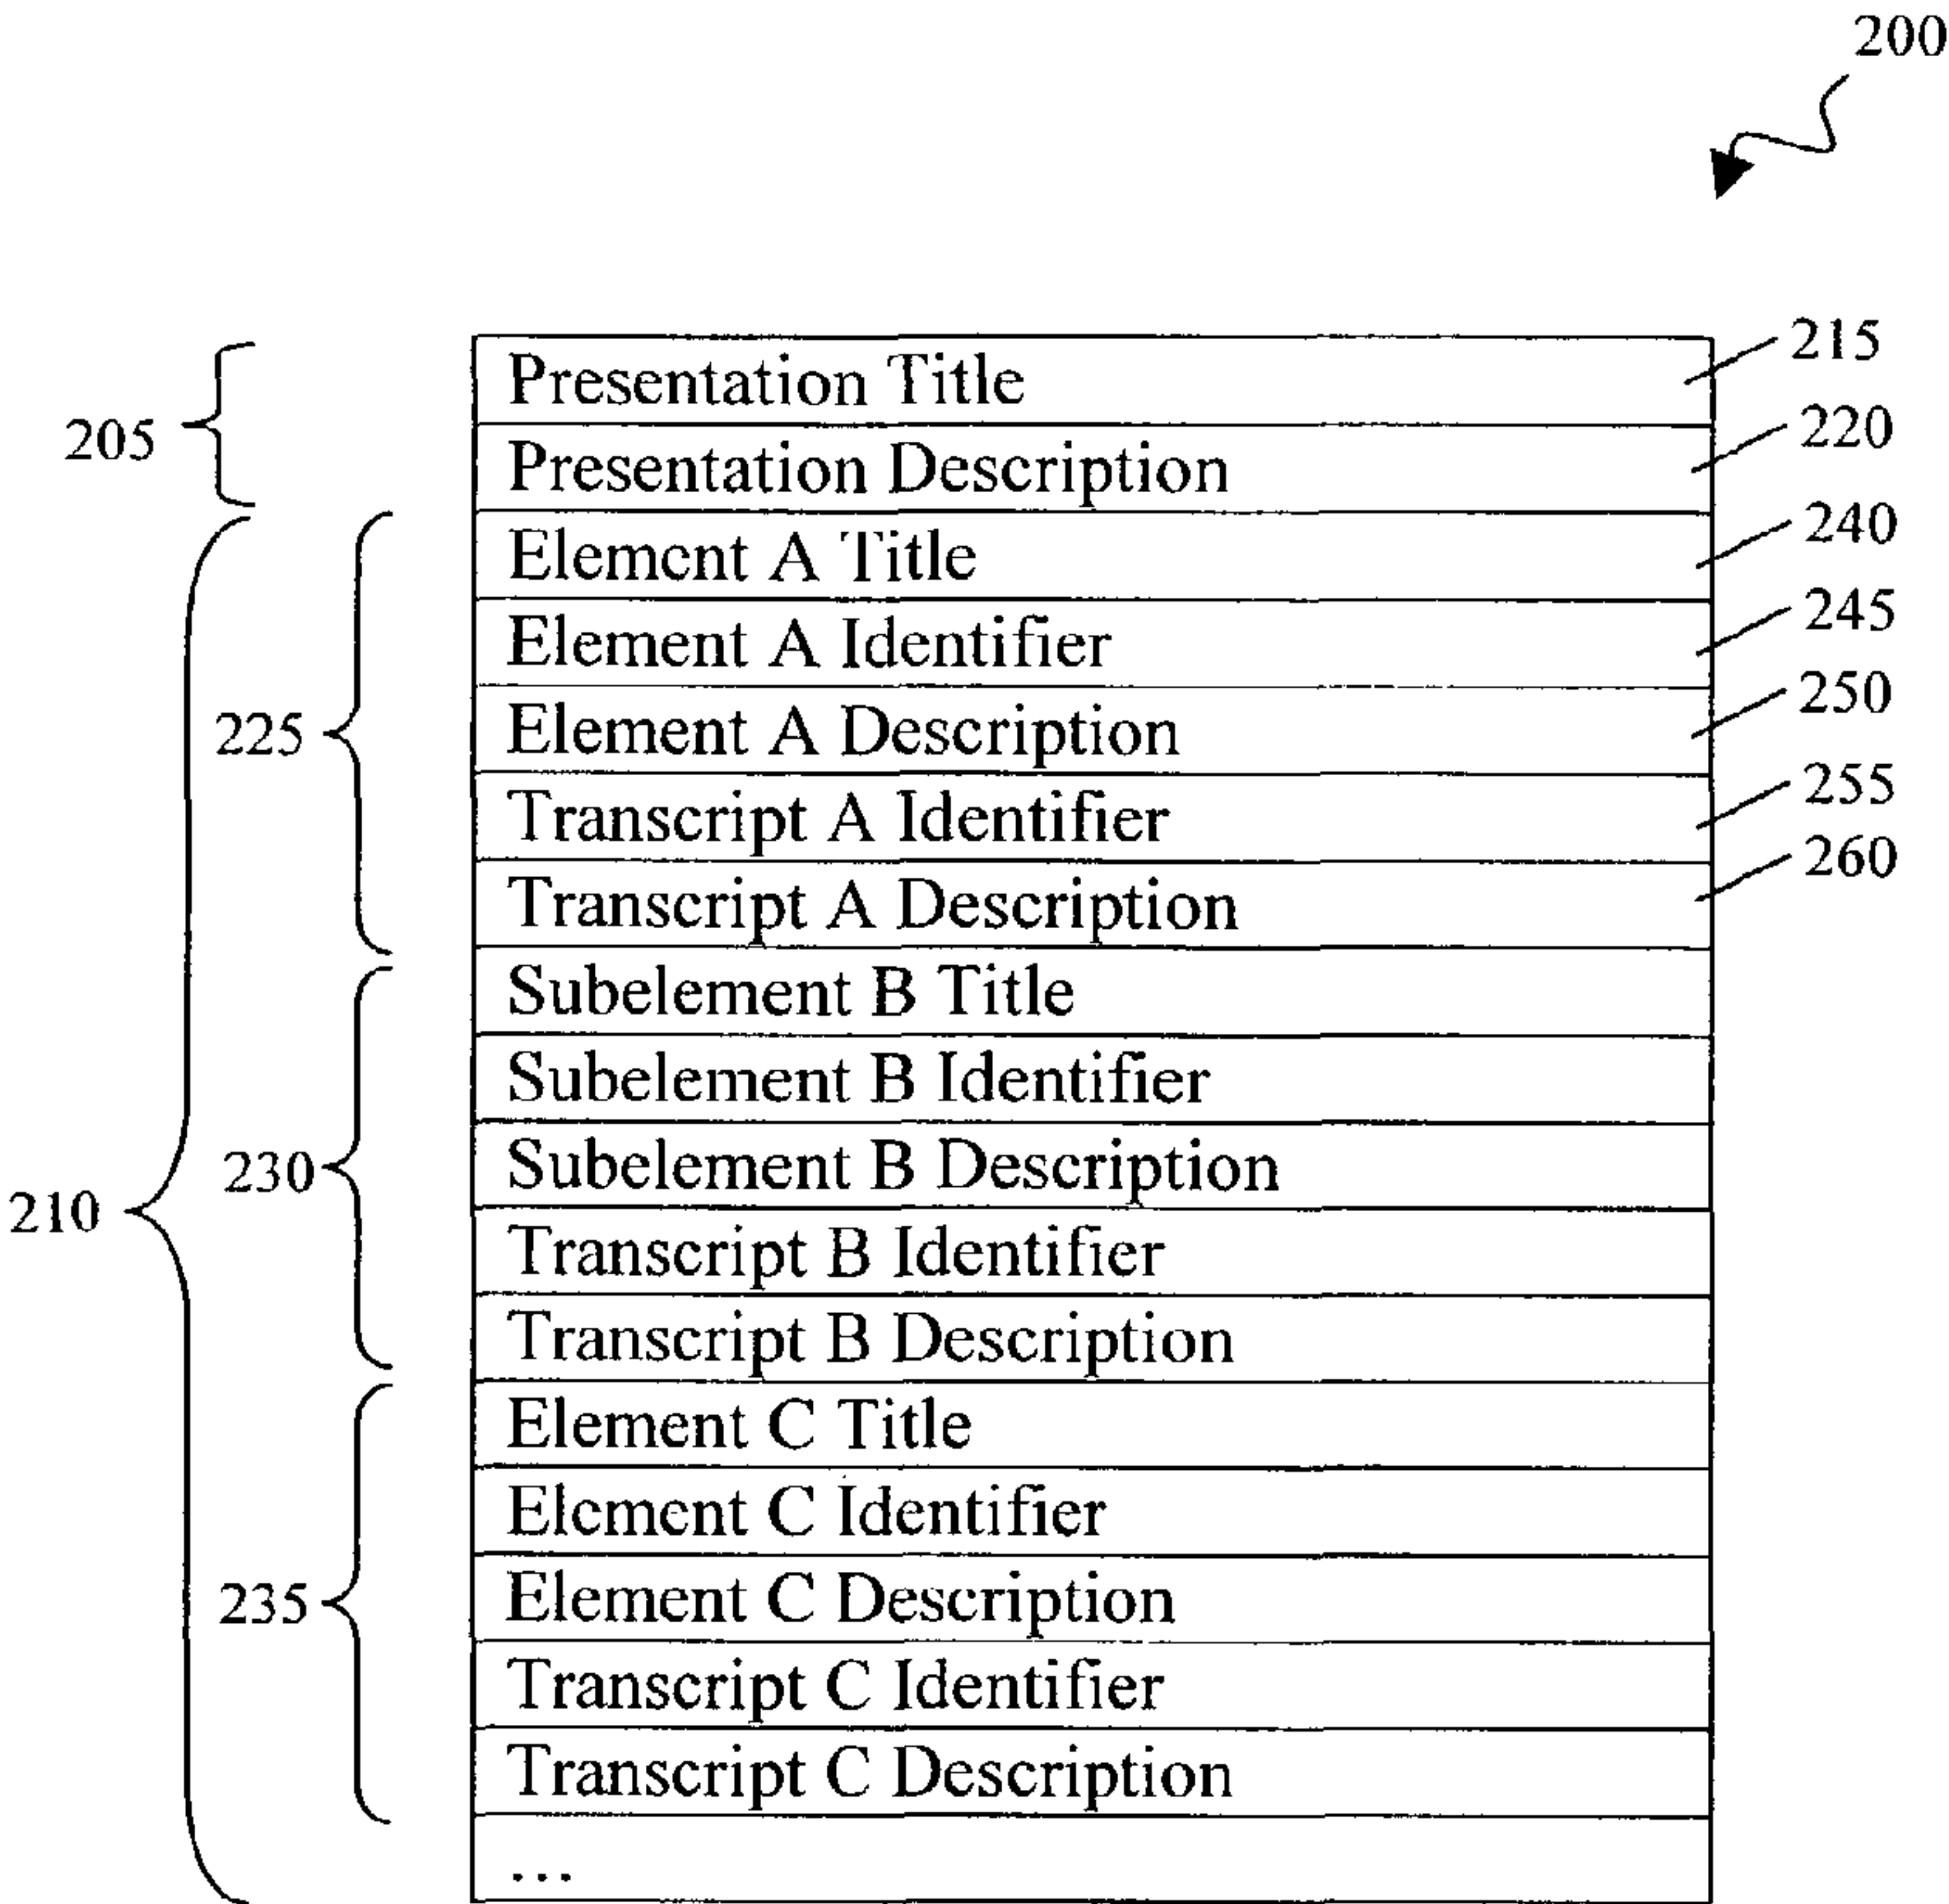 200
Presentation Title 215
205 Presentation Description 220
Element A Title 240
Element A Identifier 245
225 Element A Description 250
Transcript A Identifier 255
Transcript A Description 260
Subelement B Title
Subelement B Identifier
230 Subelement B Description
210 Transcript B Identifier
Transcript B Description
Element C Title
Element C Identifier
235 Element C Description
Transcript C Identifier
Transcript C Description
...